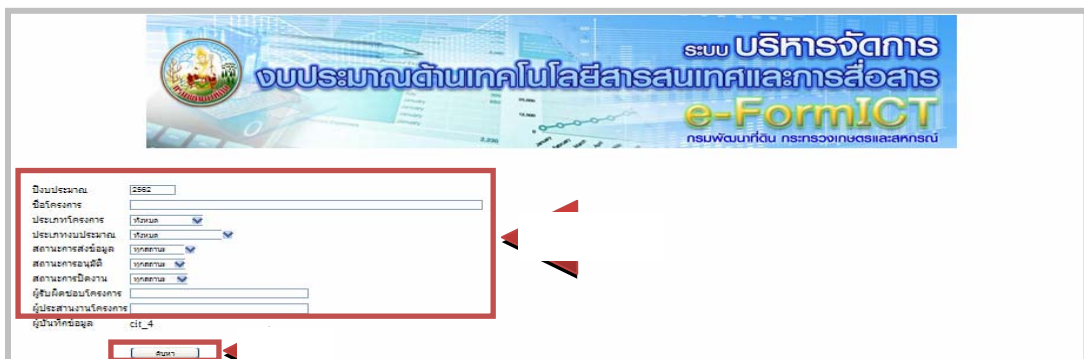 ระบบ บริหารจัดการ
งบประมาณด้านเทคโนโลยีสารสนเทศและการสื่อสาร
e-FormICT
กรมพัฒนาที่ดิน กระทรวงเกษตรและสหกรณ์
ปีงบประมาณ 2562
ชื่อโครงการ
ประเภทโครงการ ทั้งหมด
ประเภทงบประมาณ ทั้งหมด
สถานะการส่งข้อมูล ทุกสถานะ
สถานะการอนุมัติ ทุกสถานะ
สถานะการปิดงาน ทุกสถานะ
ผู้รับผิดชอบโครงการ
ผู้ประสานงานโครงการ
ผู้บันทึกข้อมูล cit_4
ค้นหา